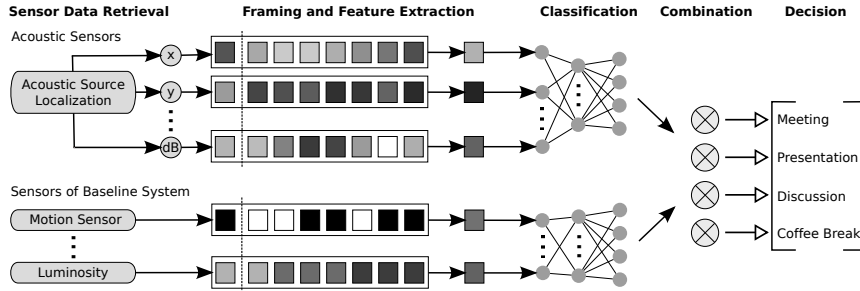 Sensor Data Retrieval
Framing and Feature Extraction
Classification
Combination
Decision
Acoustic Sensors
x
Acoustic Source
Localization
y
dB
Meeting
Presentation
Discussion
Coffee Break
Sensors of Baseline System
Motion Sensor
Luminosity